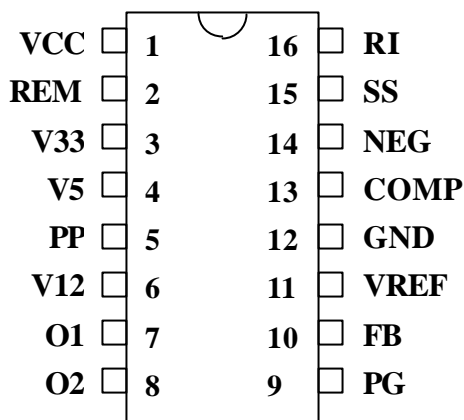 VCC 1 16 RI
REM 2 15 SS
V33 3 14 NEG
V5 4 13 COMP
PP 5 12 GND
V12 6 11 VREF
O1 7 10 FB
O2 8 9 PG